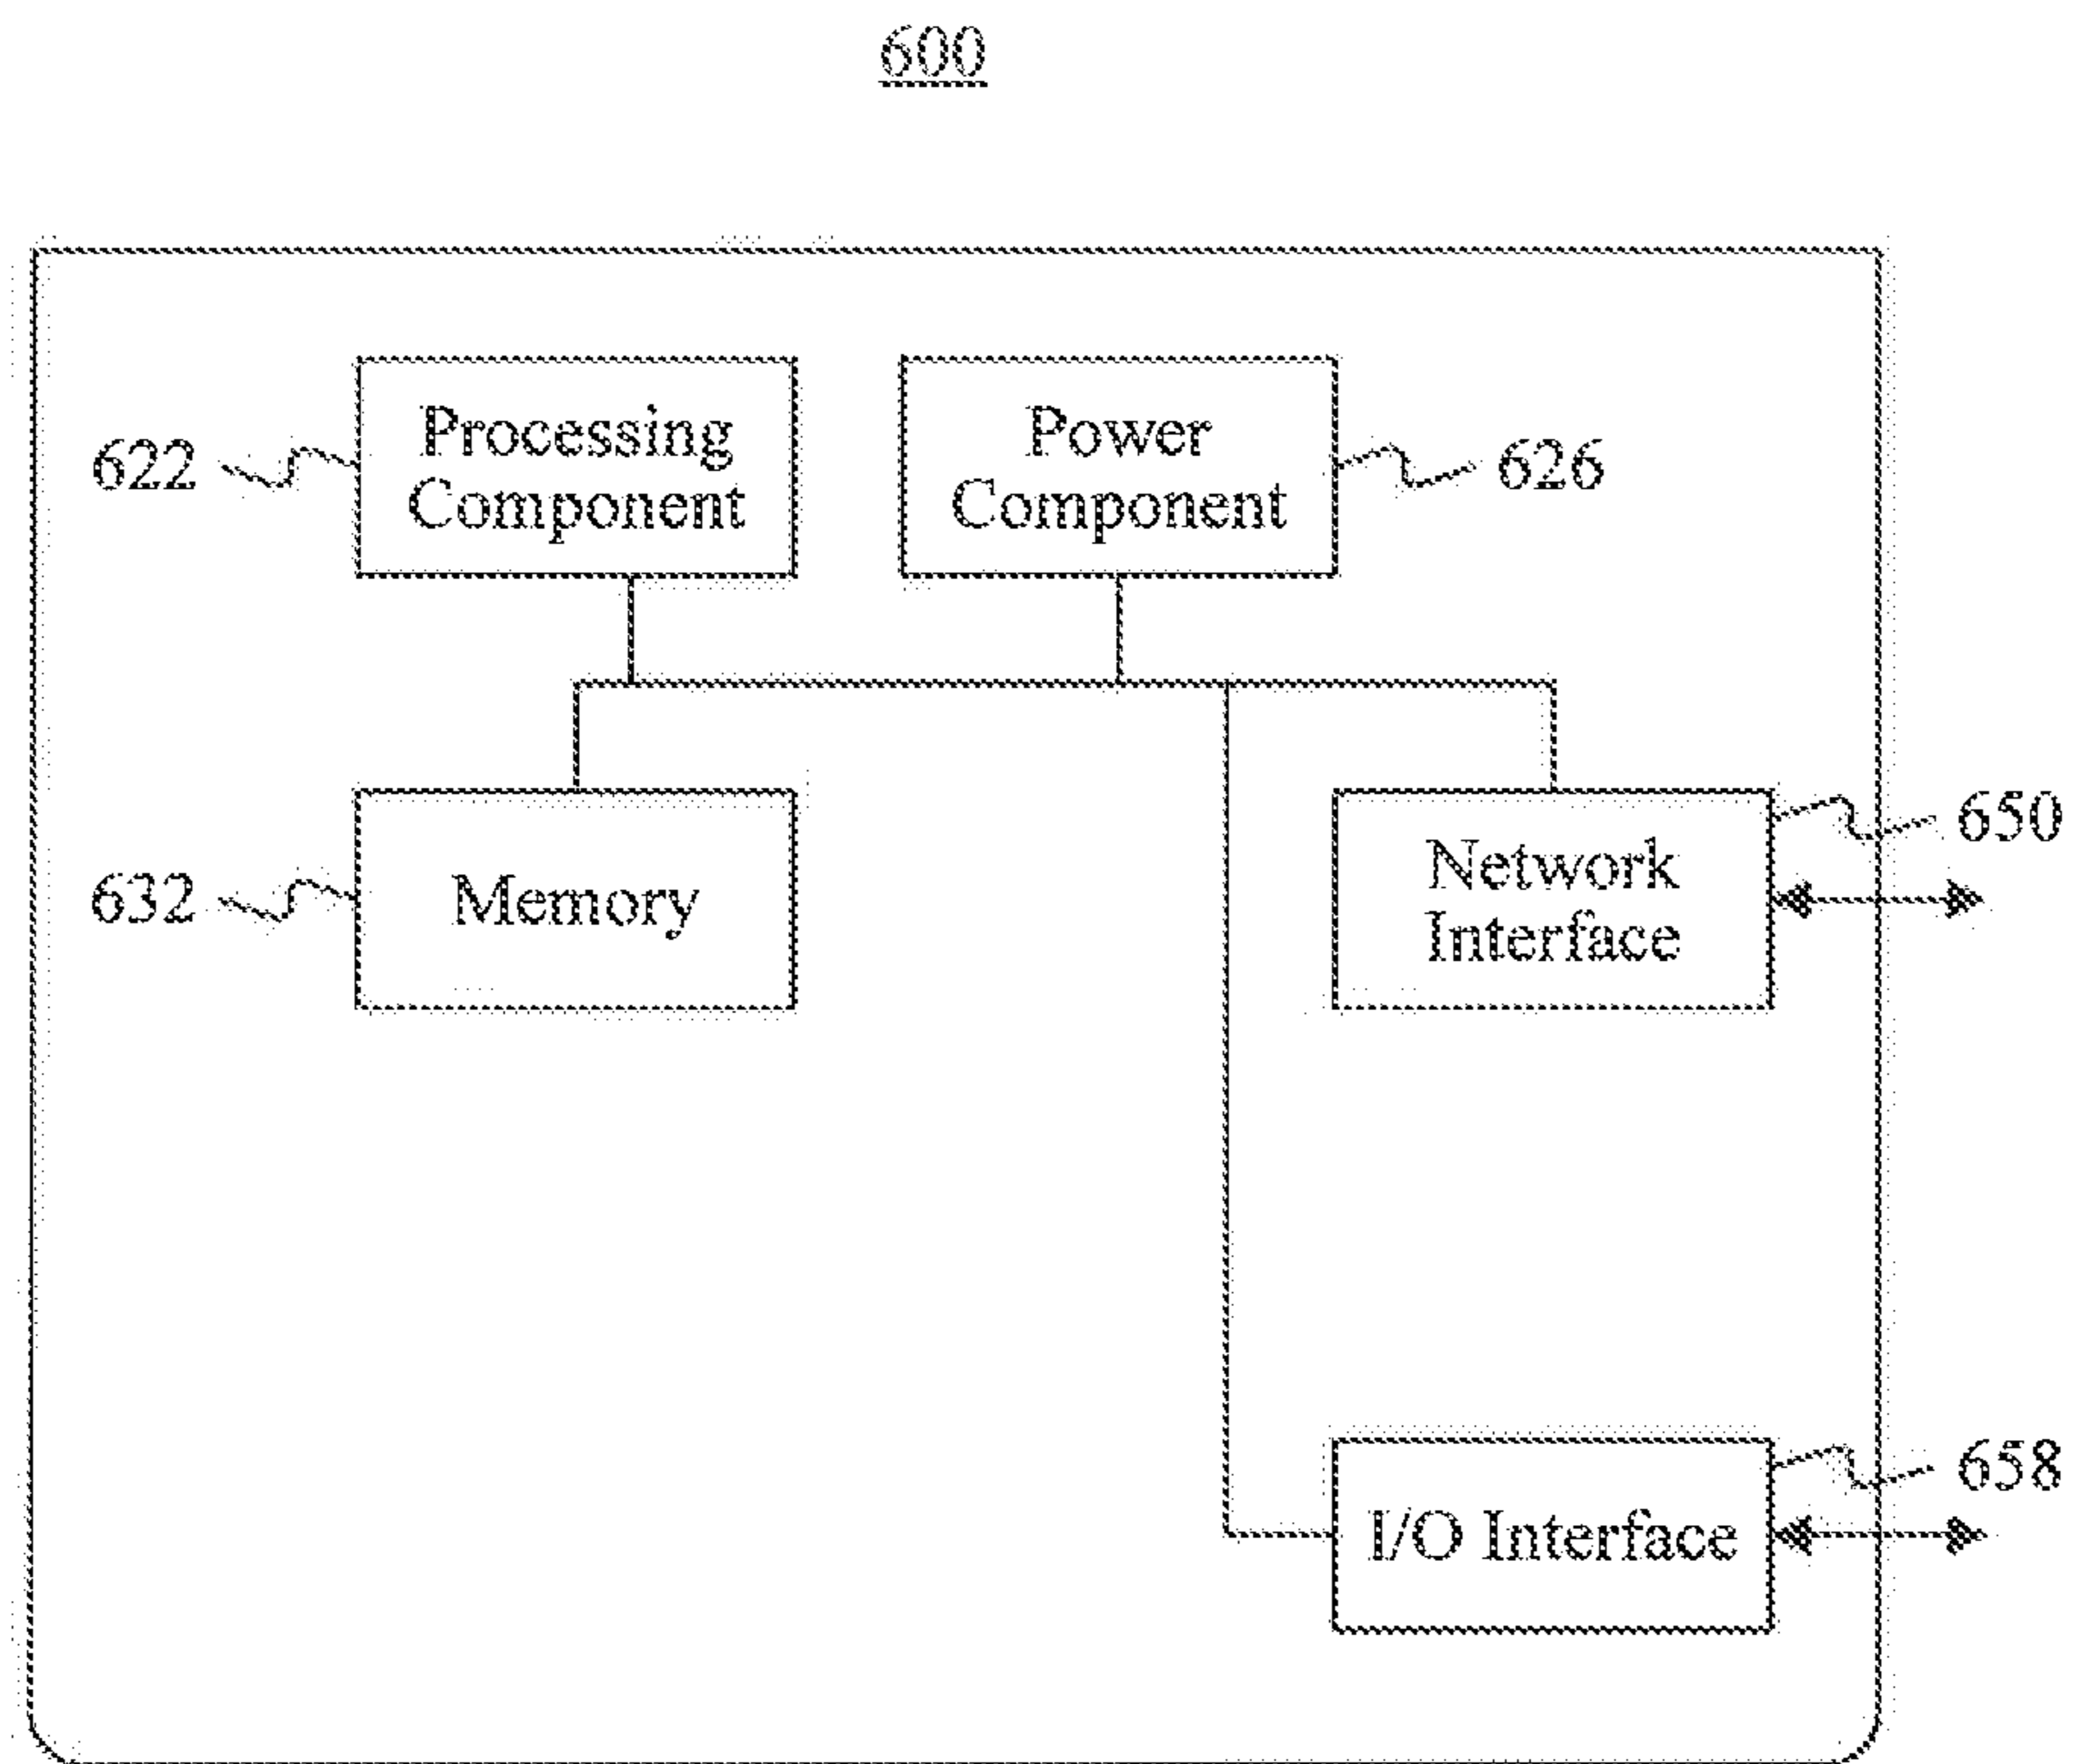 600
Processing
Component
622
Power
Component
626
Memory
632
Network
Interface
650
I/O Interface
658